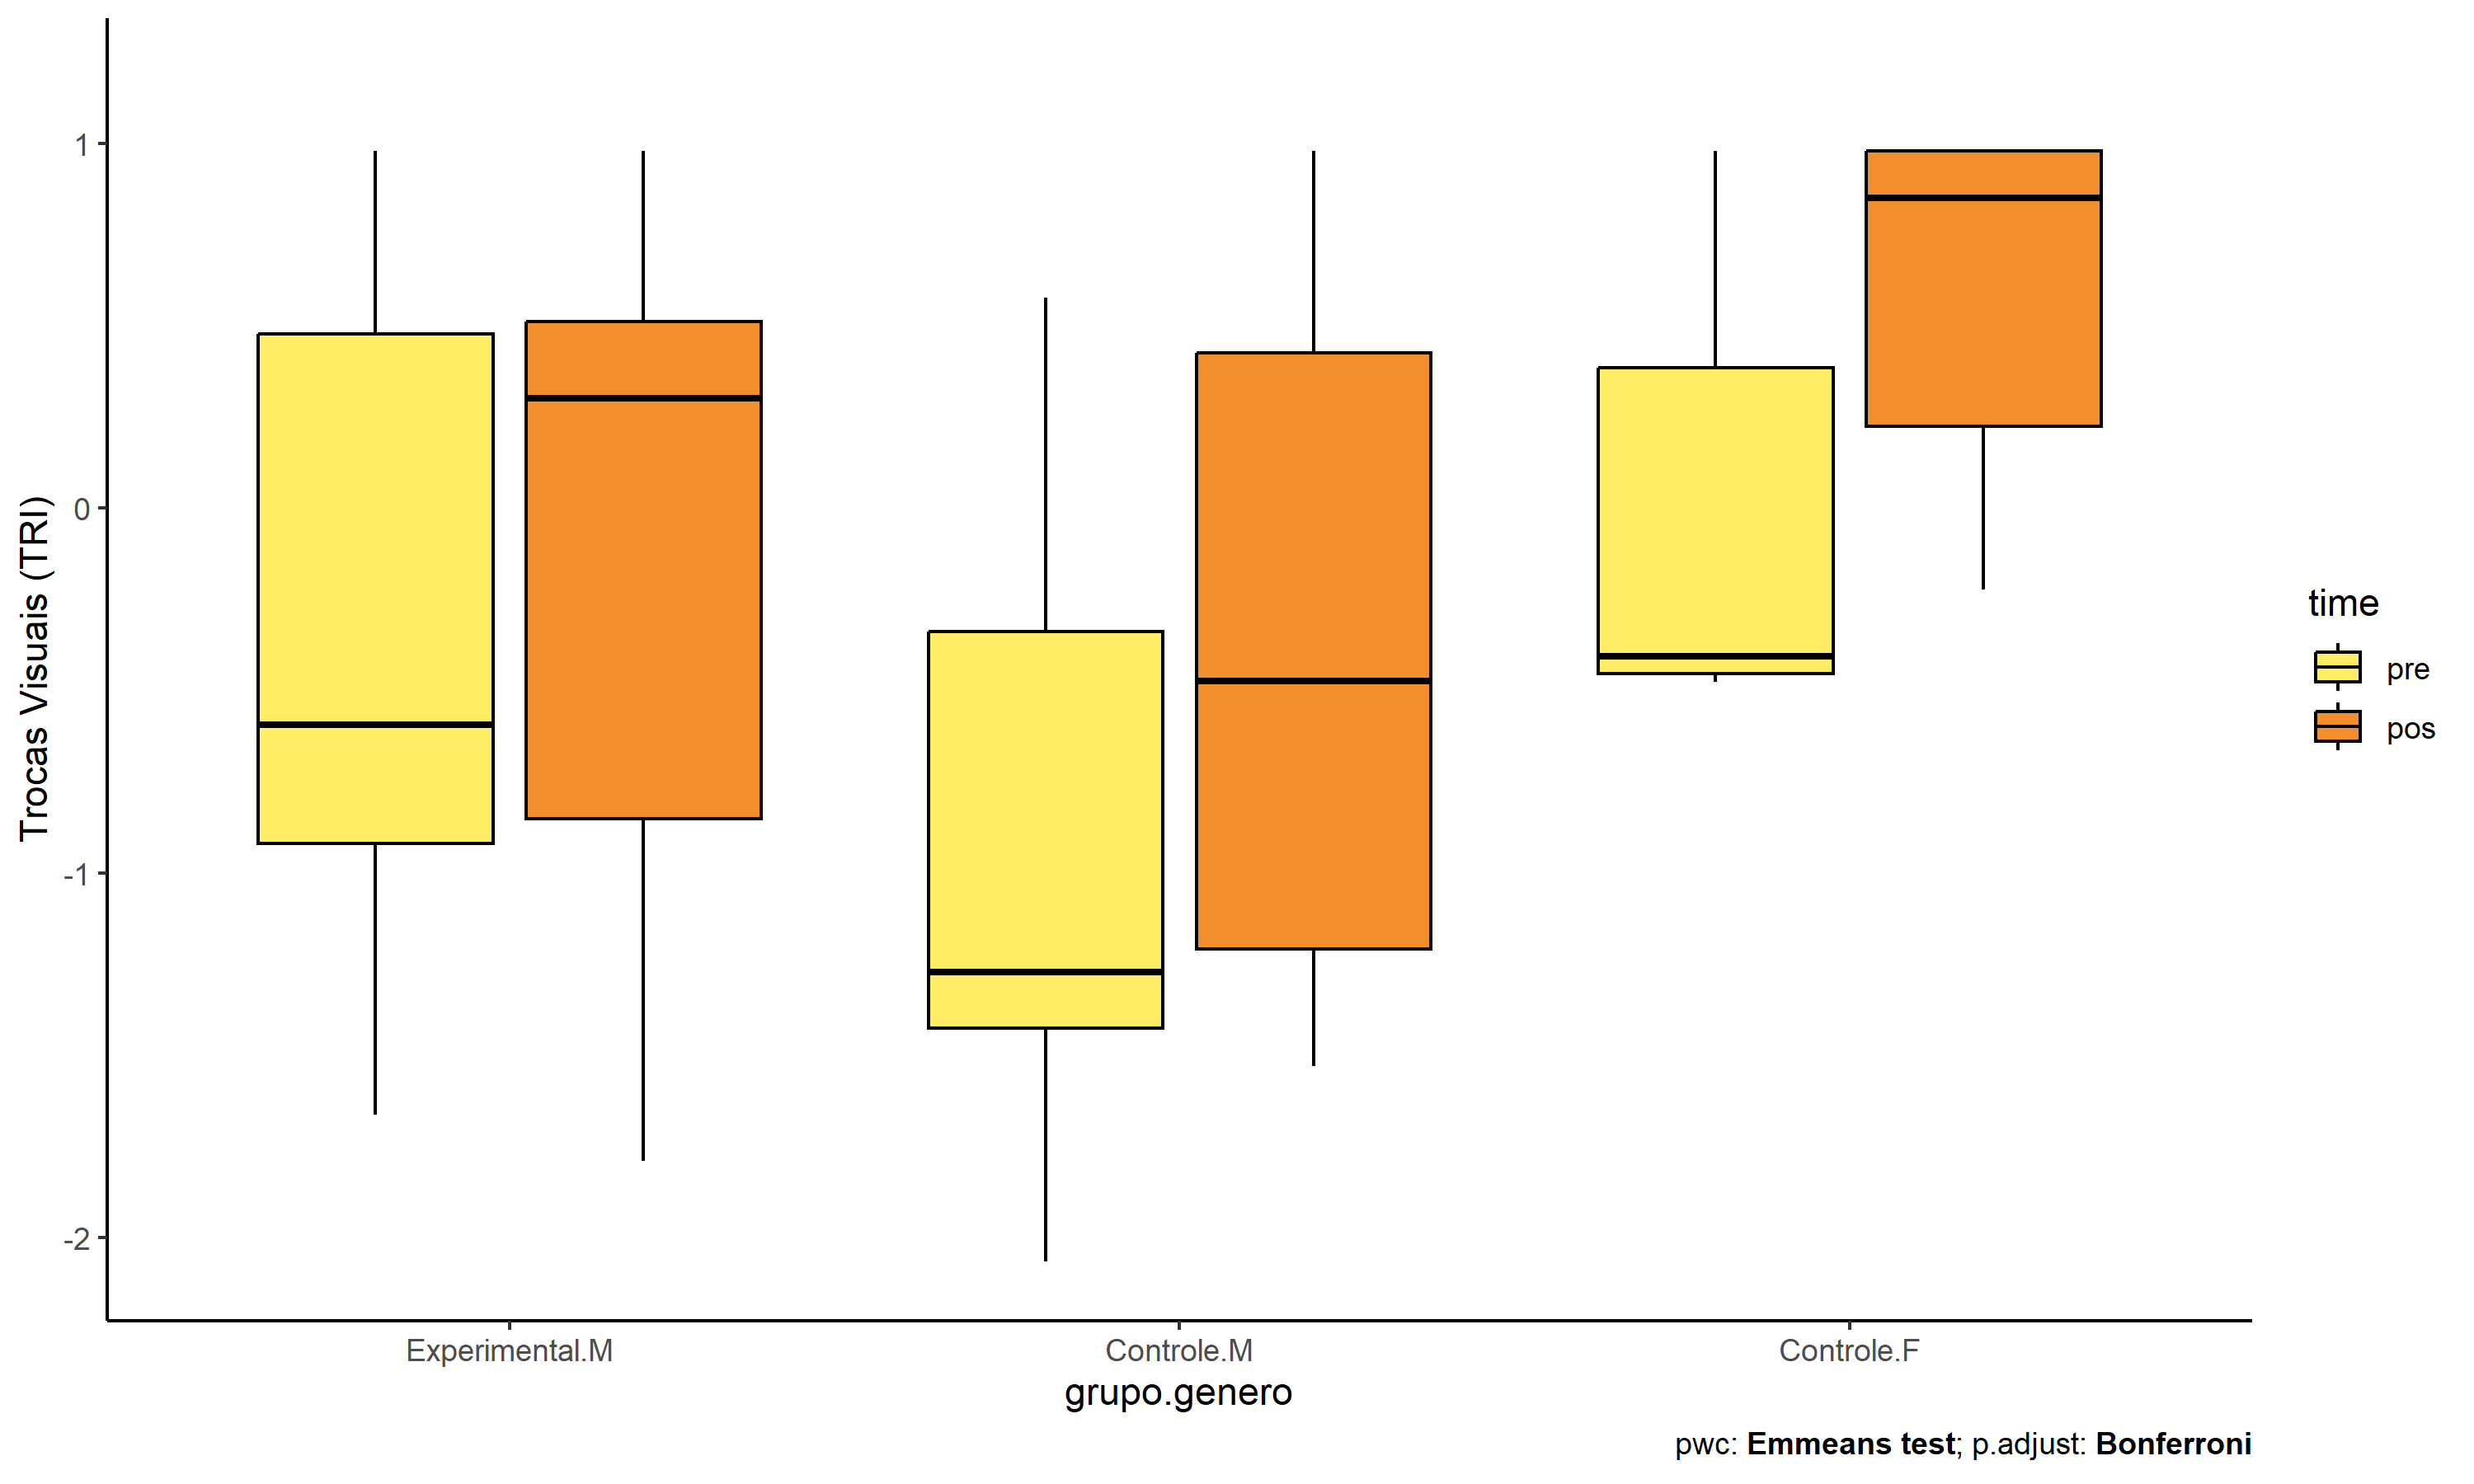 Trocas Visuais (TRI)
1
0
-1
-2
Experimental.M
Controle.M
Controle.F
grupo.genero
time
pre
pos
pwc: Emmeans test; p.adjust: Bonferroni